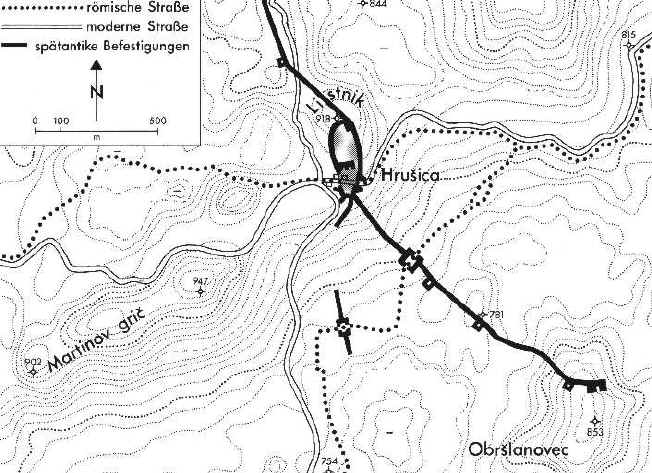 römische Straße
moderne Straße
spätantike Befestigungen
N
0 100 500
m
844
815
Ljstnik
918
Hrušica
947
Martinov grič
902
781
853
754
Obršlanovec